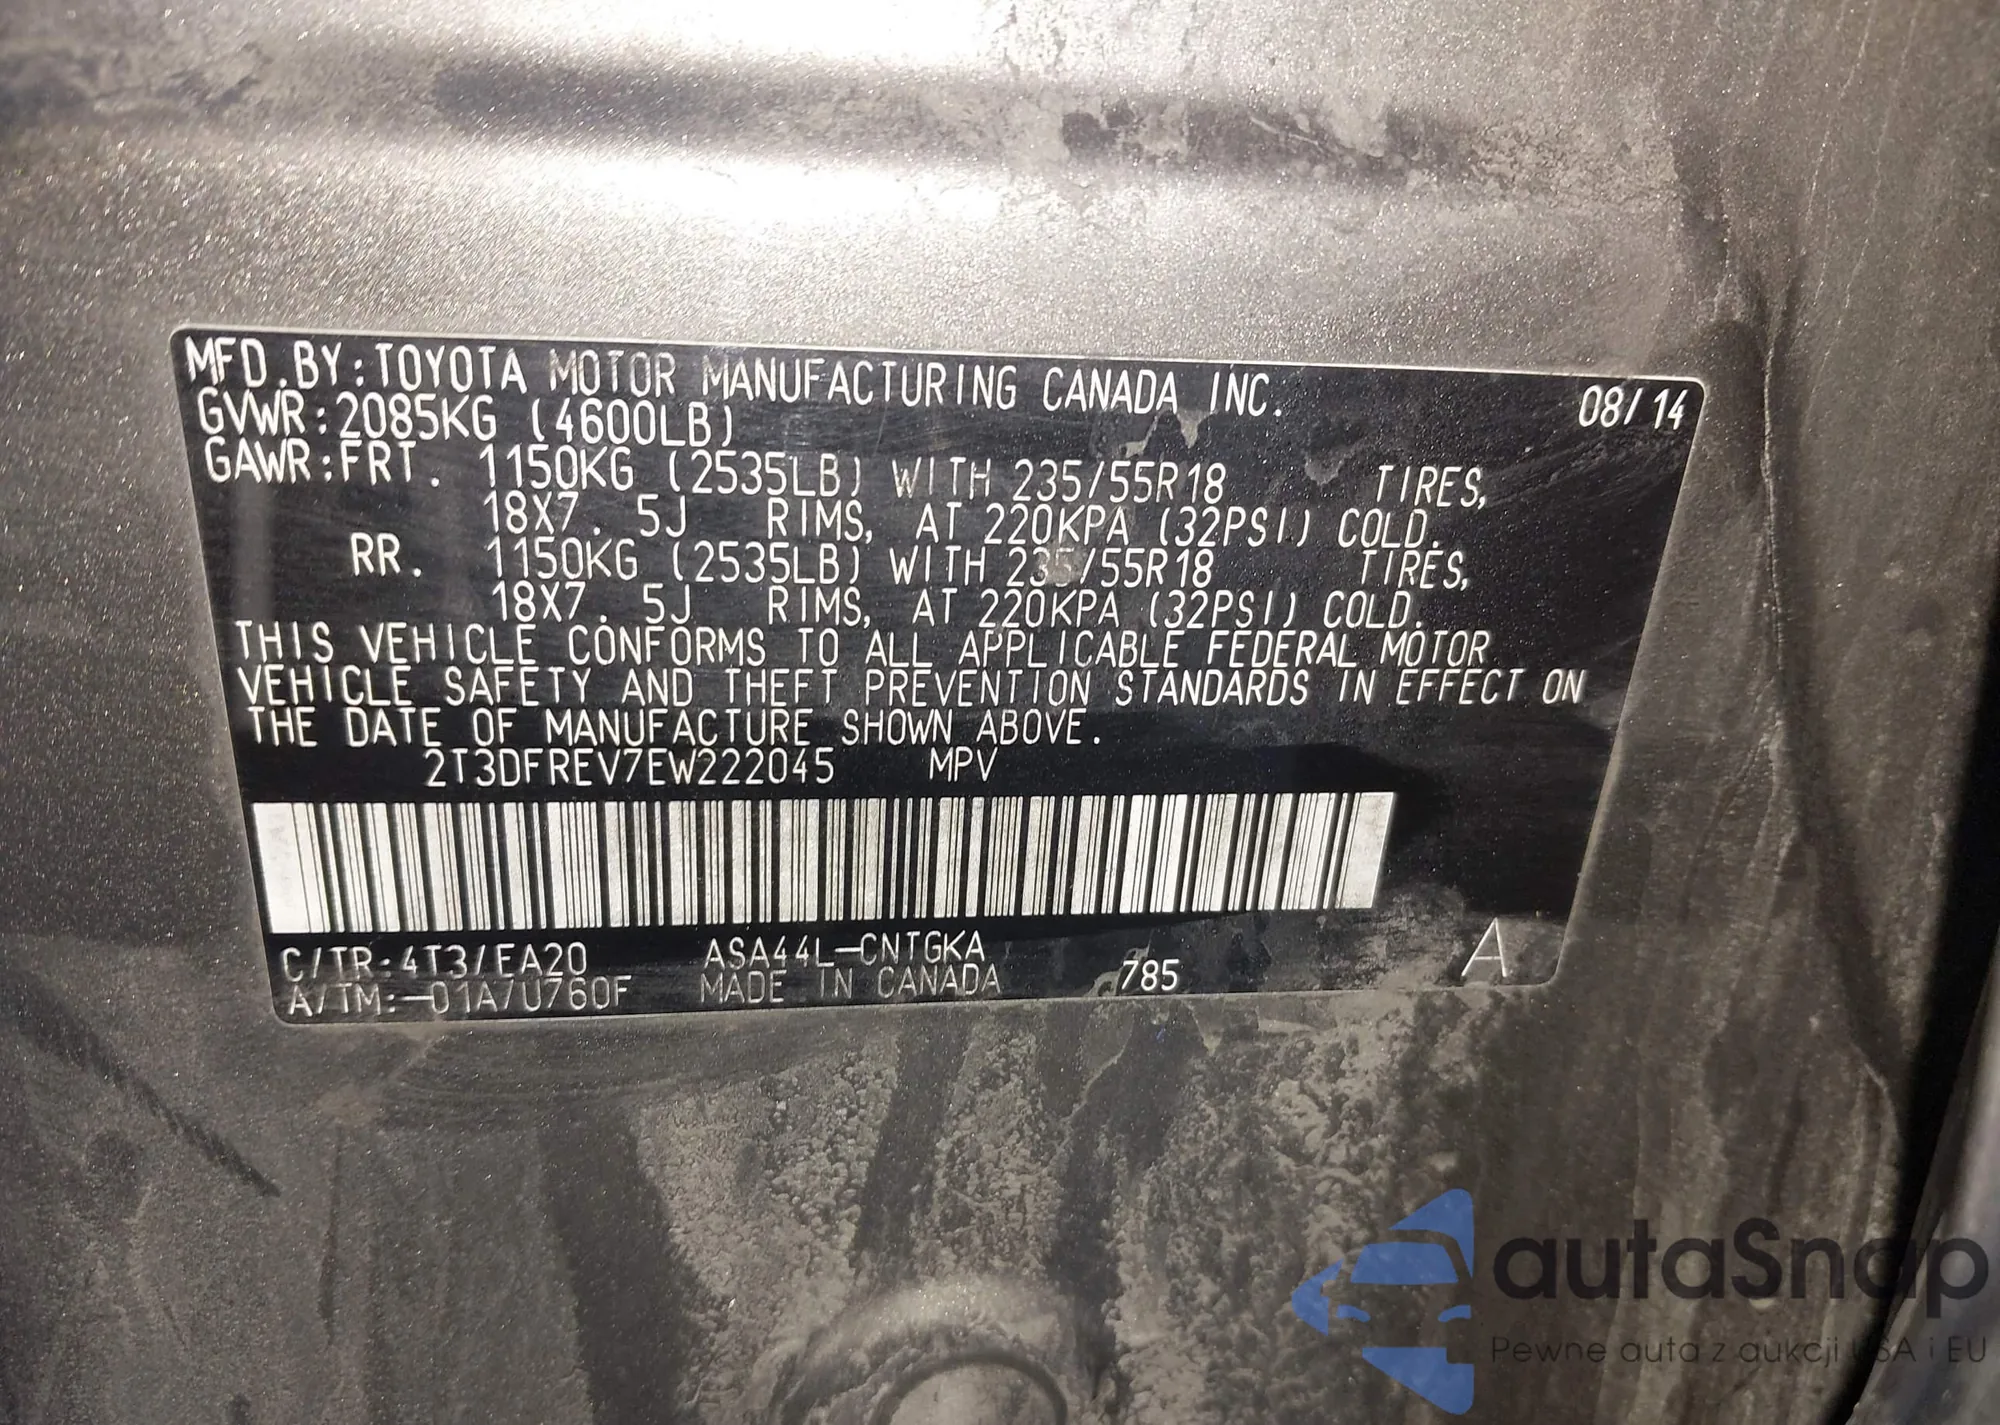 MFD.BY:TOYOTA MOTOR MANUFACTURING CANADA INC. 08/14
GVWR:2085KG (4600LB)
GAWR:FRT. 1150KG (2535LB) WITH 235/55R18 TIRES,
18X7.5J RIMS, AT 220KPA (32PSI) COLD.
RR. 1150KG (2535LB) WITH 235/55R18 TIRES,
18X7.5J RIMS, AT 220KPA (32PSI) COLD.
THIS VEHICLE CONFORMS TO ALL APPLICABLE FEDERAL MOTOR
VEHICLE SAFETY AND THEFT PREVENTION STANDARDS IN EFFECT ON
THE DATE OF MANUFACTURE SHOWN ABOVE.
2T3DFREV7EW222045 MPV
C/TR:4T3/EA20 ASA44L-CNTGKA
A/TM:-01A/U760F MADE IN CANADA 785 A
autaSnap
Pewne auta z aukcji USA i EU